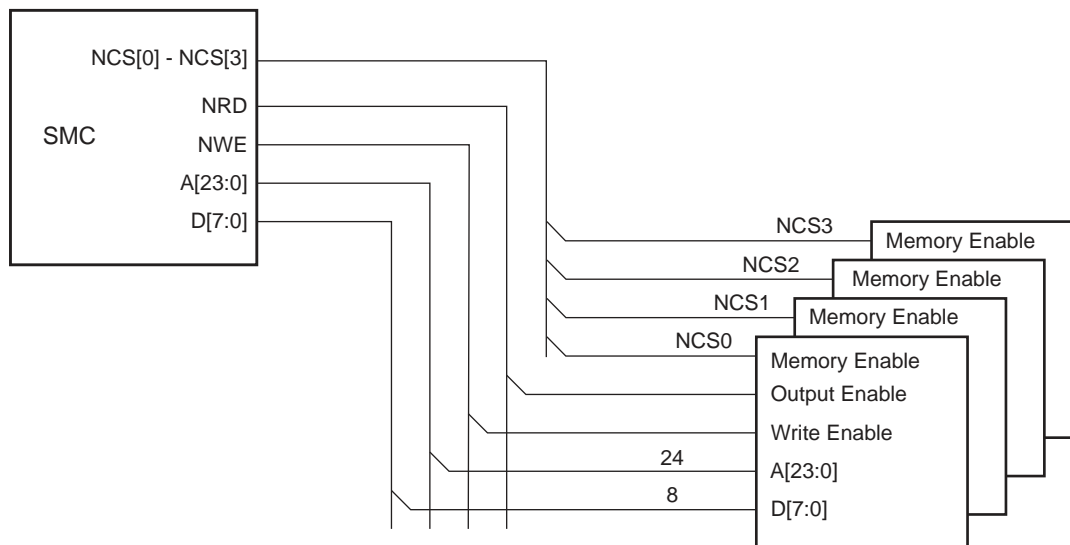 NCS[0] - NCS[3]
NRD
SMC
NWE
A[23:0]
D[7:0]
NCS3
Memory Enable
NCS2
Memory Enable
NCS1
Memory Enable
NCS0
Memory Enable
Output Enable
Write Enable
24
A[23:0]
8
D[7:0]